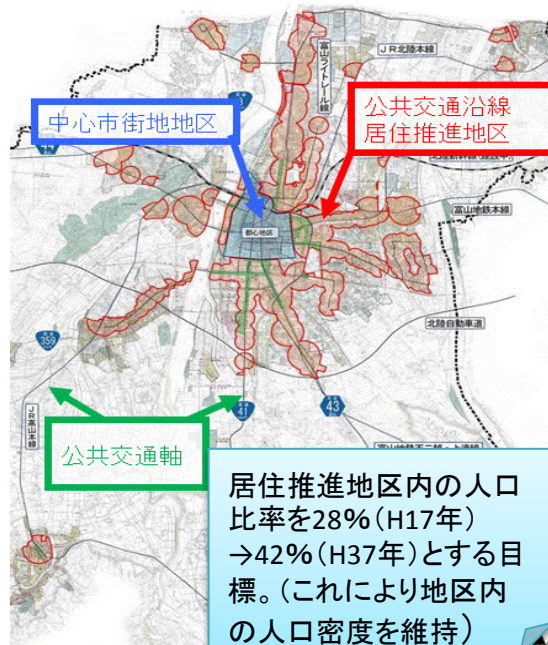 JR北陸本線
富山ライトレール線
中心市街地地区
公共交通沿線
居住推進地区
富山地鉄本線
都心地区
北陸自動車道
359
JR高山本線
41
43
公共交通軸
居住推進地区内の人口
比率を28%(H17年)
→42%(H37年)とする目
標。(これにより地区内
の人口密度を維持)